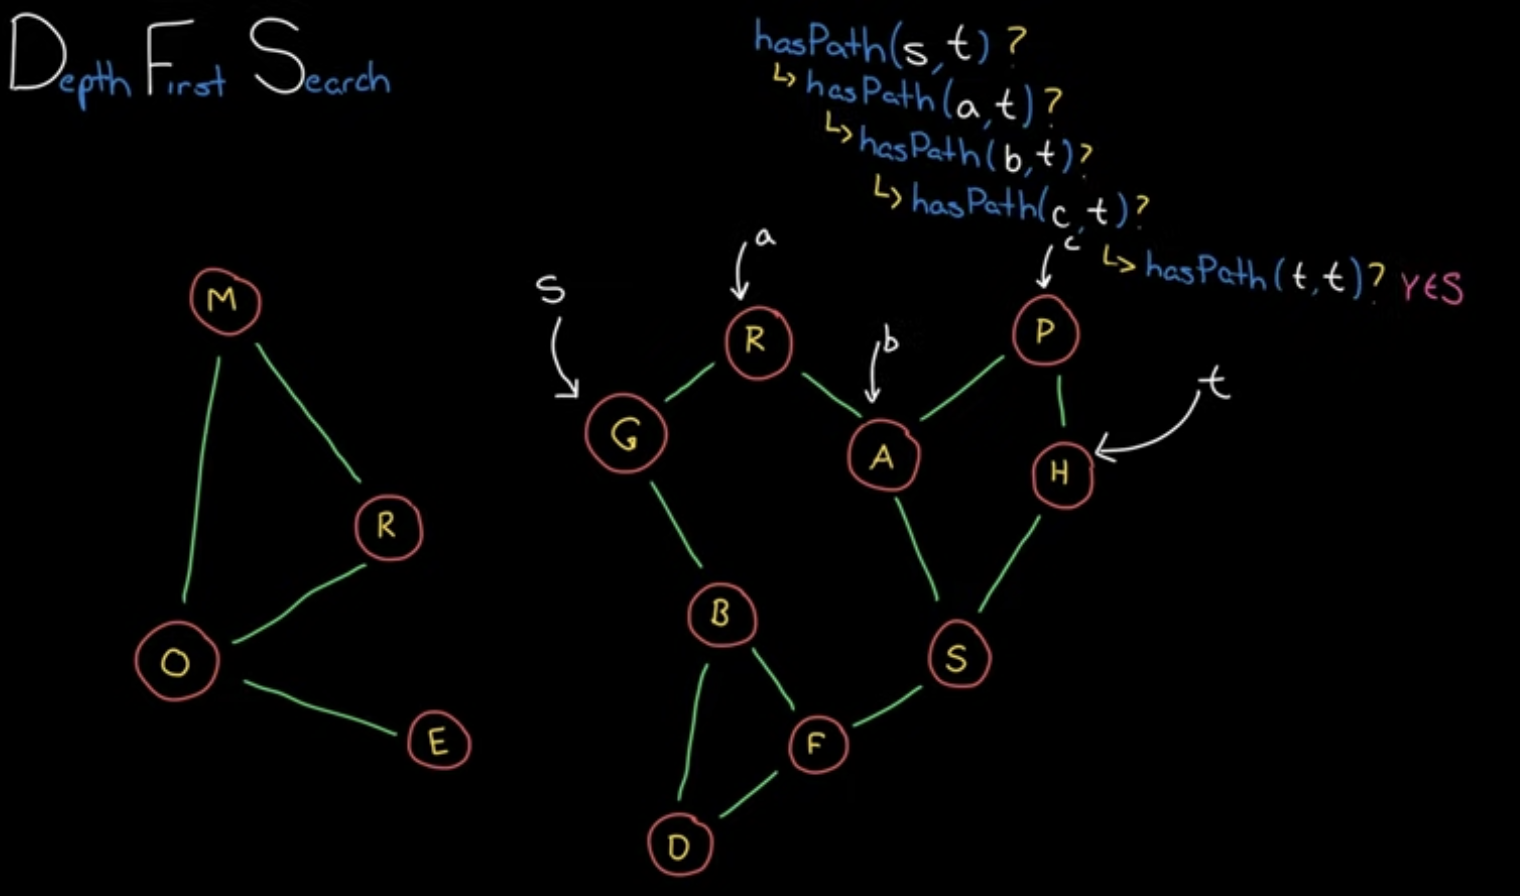 Depth First Search
hasPath(s,t)?
↳ hasPath(a,t)?
↳ hasPath(b,t)?
↳ hasPath(c,t)?
↳ hasPath(t,t)? YES
a
c
s
b
t
M
R
P
G
A
H
R
B
S
O
E
F
D